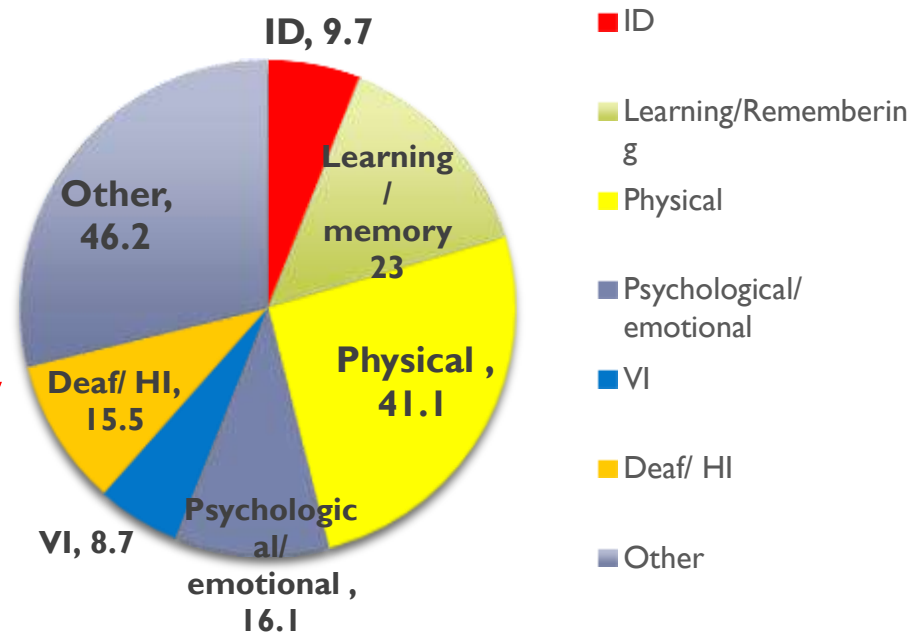 ID, 9.7
Learning
/
memory
23
Physical ,
41.1
Psychologic
al/
emotional ,
16.1
VI, 8.7
Deaf/ HI,
15.5
Other,
46.2
ID
Learning/Rememberin
g
Physical
Psychological/
emotional
VI
Deaf/ HI
Other